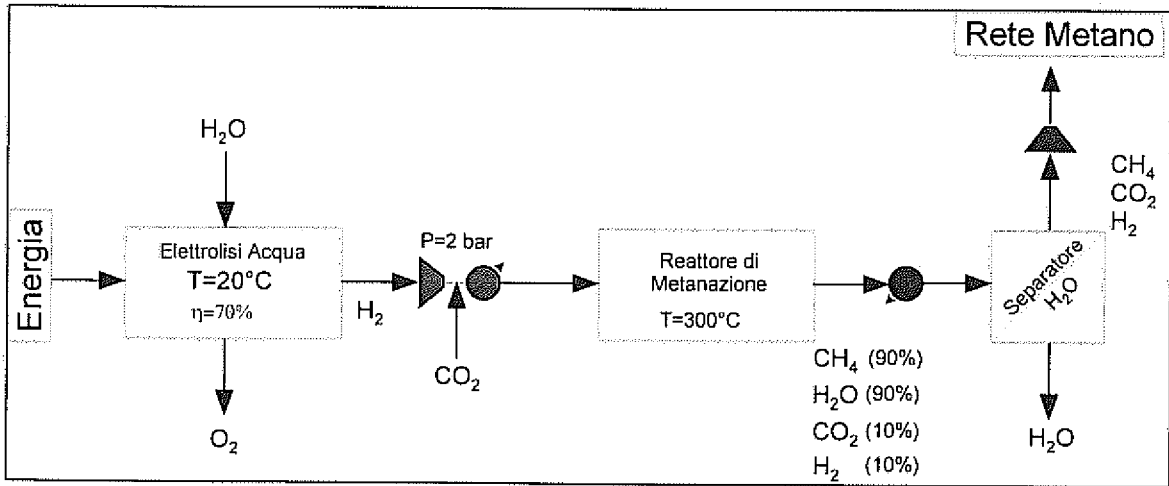 Rete Metano
H₂O
CH₄
CO₂
H₂
Energia
Elettrolisi Acqua
T=20°C
η=70%
H₂
P=2 bar
CO₂
Reattore di
Metanazione
T=300°C
Separatore
H₂O
O₂
CH₄ (90%)
H₂O (90%)
CO₂ (10%)
H₂ (10%)
H₂O